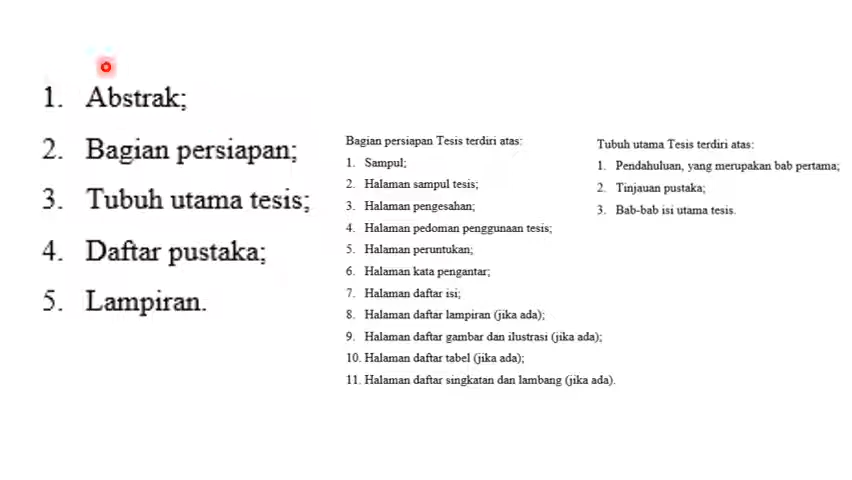 1. Abstrak;
2. Bagian persiapan;
3. Tubuh utama tesis;
4. Daftar pustaka;
5. Lampiran.
Bagian persiapan Tesis terdiri atas:
1. Sampul;
2. Halaman sampul tesis;
3. Halaman pengesahan;
4. Halaman pedoman penggunaan tesis;
5. Halaman peruntukan;
6. Halaman kata pengantar;
7. Halaman daftar isi;
8. Halaman daftar lampiran (jika ada);
9. Halaman daftar gambar dan ilustrasi (jika ada);
10. Halaman daftar tabel (jika ada);
11. Halaman daftar singkatan dan lambang (jika ada).
Tubuh utama Tesis terdiri atas:
1. Pendahuluan, yang merupakan bab pertama;
2. Tinjauan pustaka;
3. Bab-bab isi utama tesis.